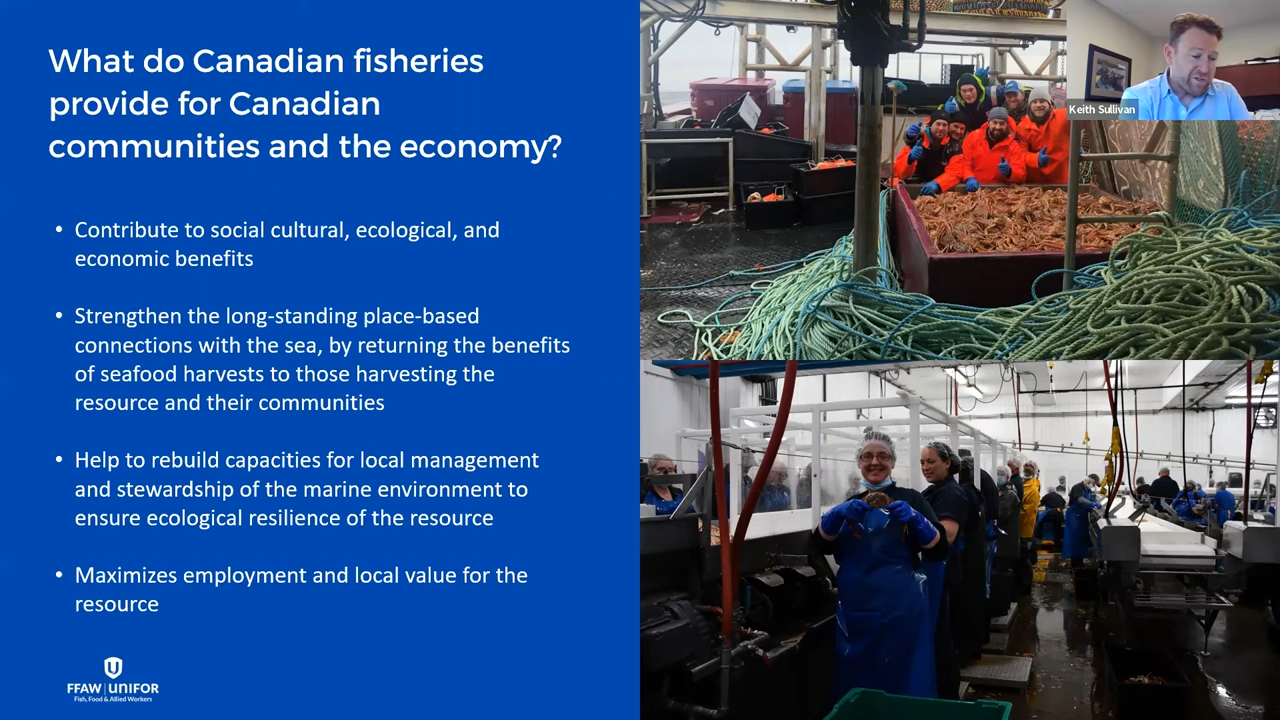 What do Canadian fisheries
provide for Canadian
communities and the economy?
• Contribute to social cultural, ecological, and
economic benefits
• Strengthen the long-standing place-based
connections with the sea, by returning the benefits
of seafood harvests to those harvesting the
resource and their communities
• Help to rebuild capacities for local management
and stewardship of the marine environment to
ensure ecological resilience of the resource
• Maximizes employment and local value for the
resource
FFAW | UNIFOR
Fish, Food & Allied Workers
Keith Sullivan